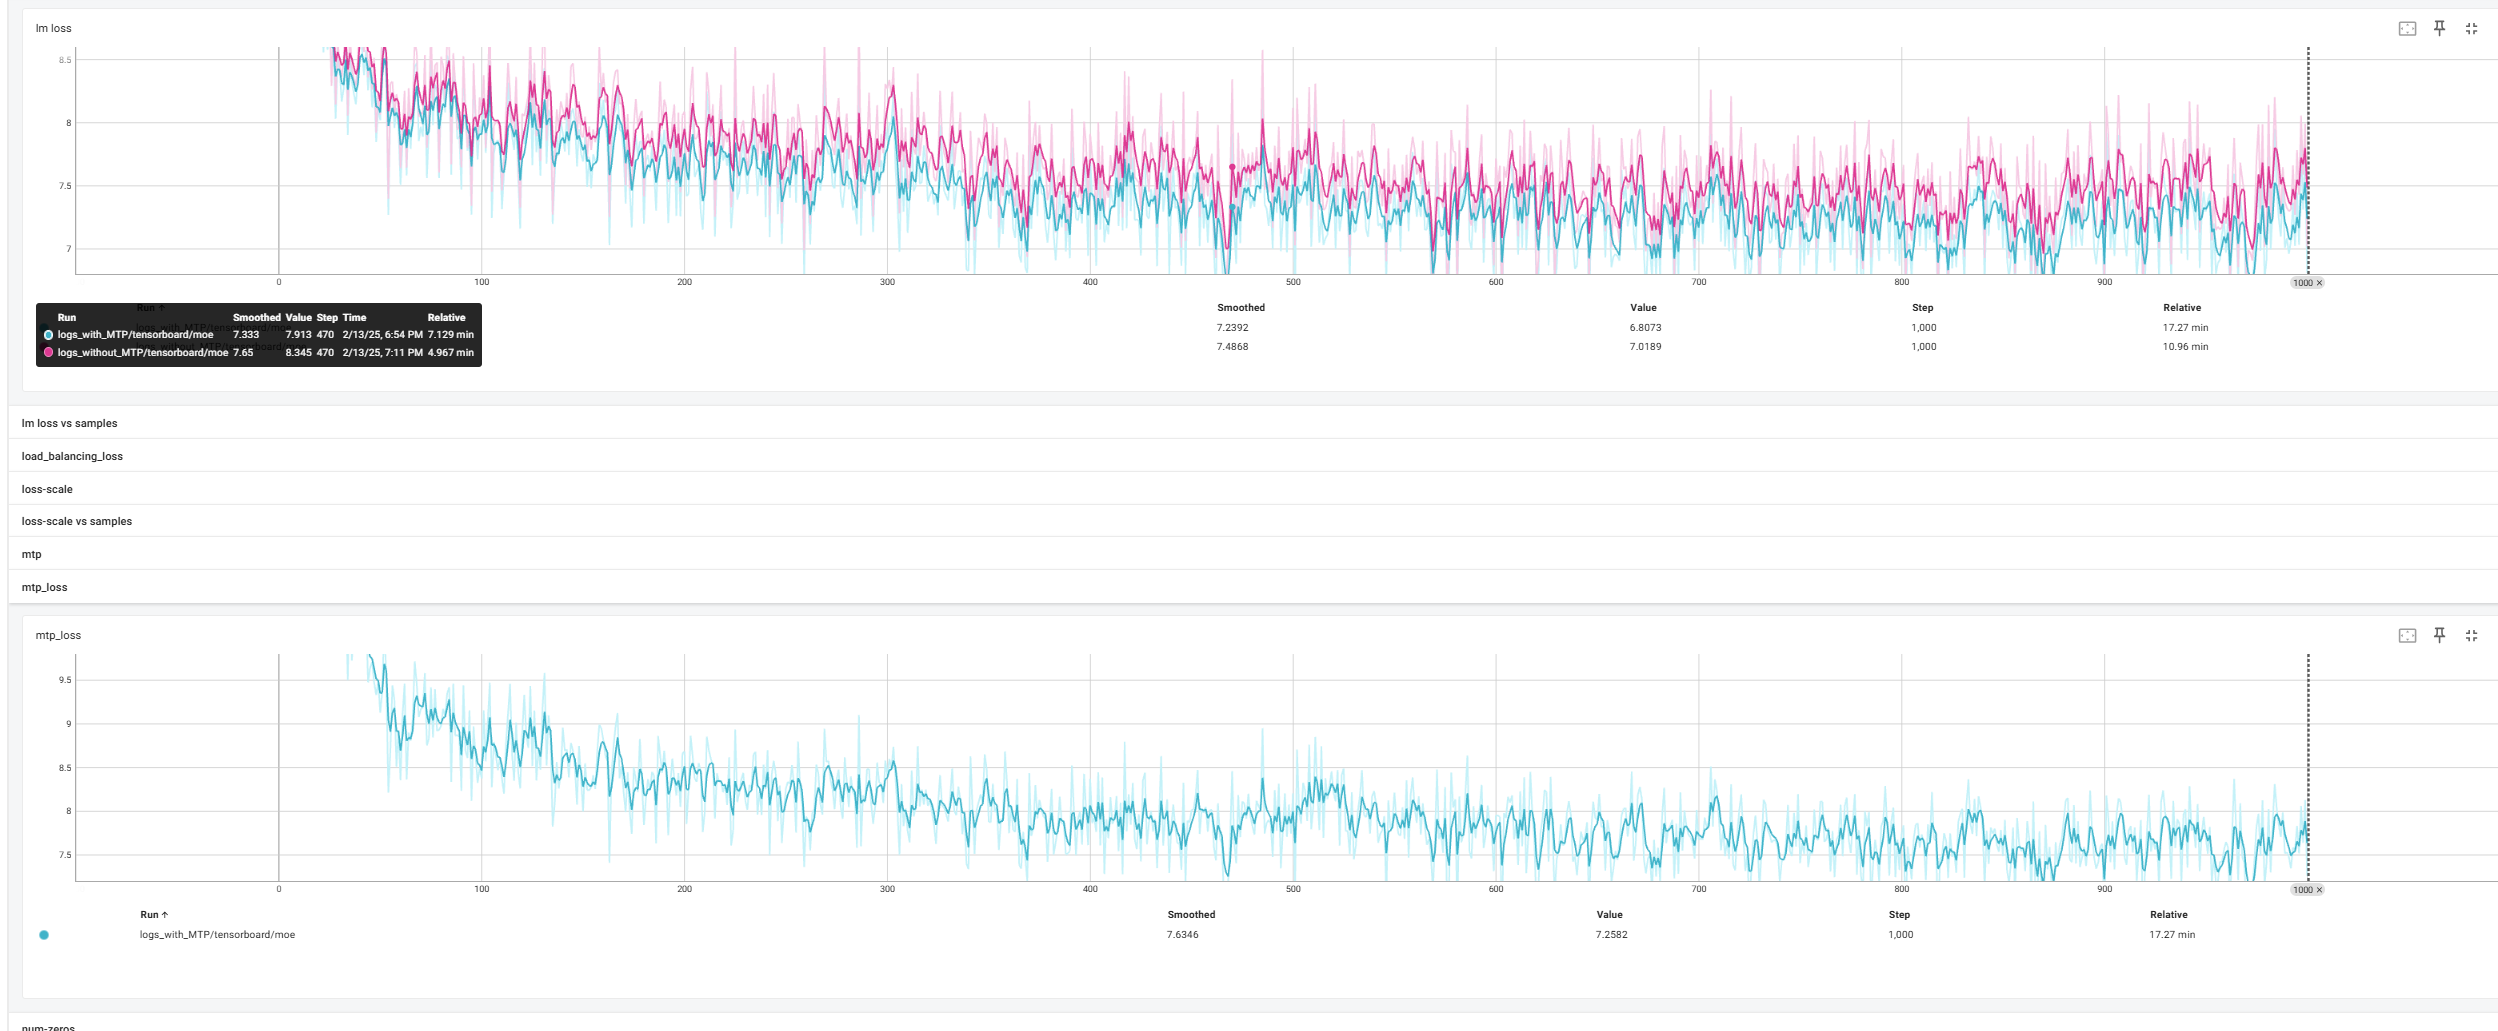 lm loss
8.5
8
7.5
7
0 100 200 300 400 500 600 700 800 900 1000 ×
Run ↑ Smoothed Value Step Relative
logs_with_MTP/tensorboard/moe 7.2392 6.8073 1,000 17.27 min
logs_without_MTP/tensorboard/moe 7.4868 7.0189 1,000 10.96 min
Run Smoothed Value Step Time Relative
logs_with_MTP/tensorboard/moe 7.333 7.913 470 2/13/25, 6:54 PM 7.129 min
logs_without_MTP/tensorboard/moe 7.65 8.345 470 2/13/25, 7:11 PM 4.967 min
lm loss vs samples
load_balancing_loss
loss-scale
loss-scale vs samples
mtp
mtp_loss
mtp_loss
9.5
9
8.5
8
7.5
0 100 200 300 400 500 600 700 800 900 1000 ×
Run ↑ Smoothed Value Step Relative
logs_with_MTP/tensorboard/moe 7.6346 7.2582 1,000 17.27 min
num-zeros